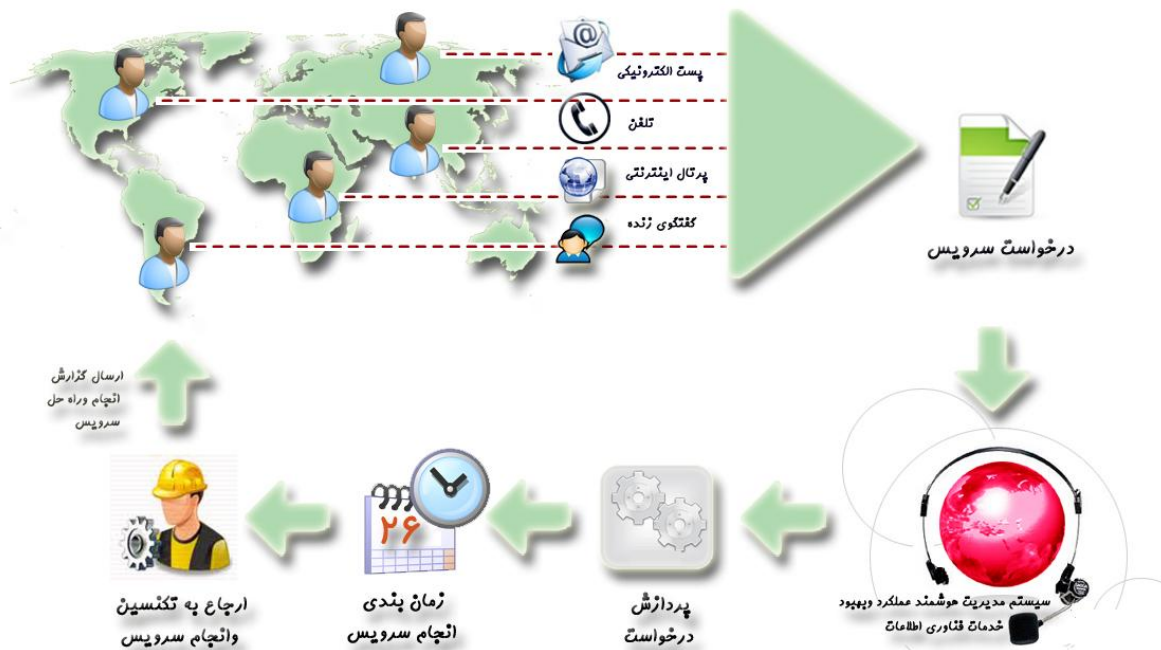 پست الکترونیکی
تلفن
پرتال اینترنتی
گفتگوی زنده
درخواست سرویس
سیستم مدیریت هوشمند عملکرد وبهبود
خدمات فناوری اطلاعات
پردازش
درخواست
۲۶
زمان بندی
انجام سرویس
ارجاع به تکنسین
وانجام سرویس
ارسال گزارش
انجام وراه حل
سرویس